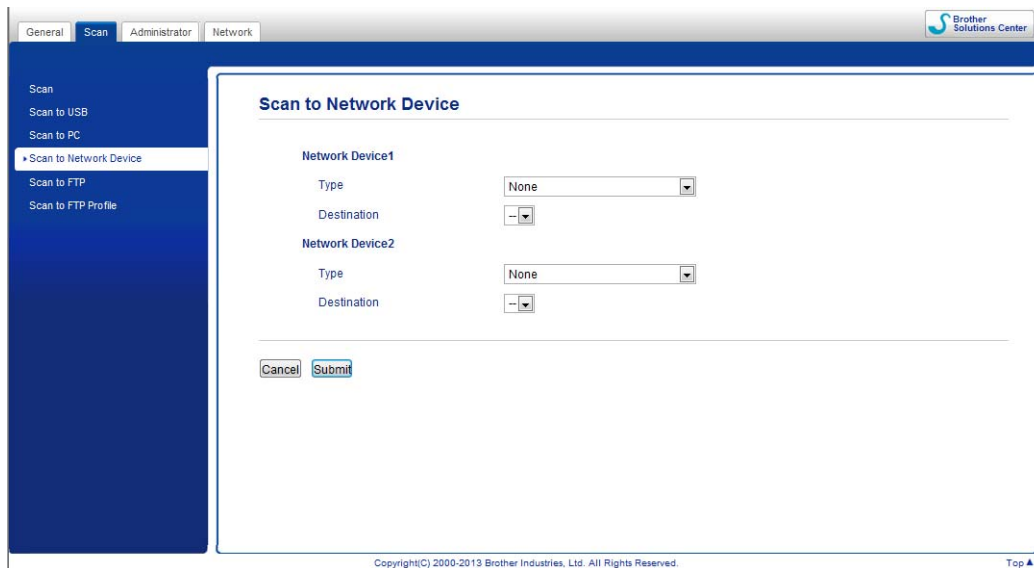 General Scan Administrator Network
Brother
Solutions Center
Scan
Scan to USB
Scan to PC
Scan to Network Device
Scan to FTP
Scan to FTP Profile
Scan to Network Device
Network Device1
Type None
Destination --
Network Device2
Type None
Destination --
Cancel Submit
Copyright(C) 2000-2013 Brother Industries, Ltd. All Rights Reserved.
Top▲